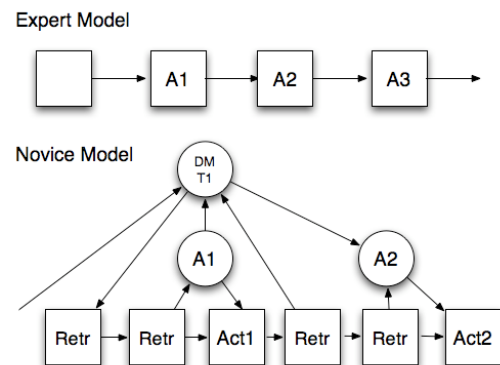 Expert Model
A1 A2 A3
Novice Model
DM
T1
A1 A2
Retr Retr Act1 Retr Retr Act2